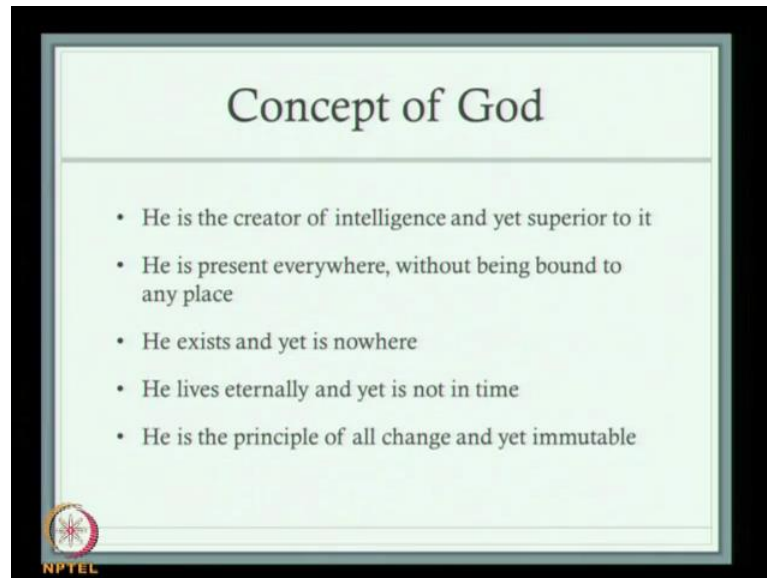 Concept of God
• He is the creator of intelligence and yet superior to it
• He is present everywhere, without being bound to
any place
• He exists and yet is nowhere
• He lives eternally and yet is not in time
• He is the principle of all change and yet immutable
NPTEL